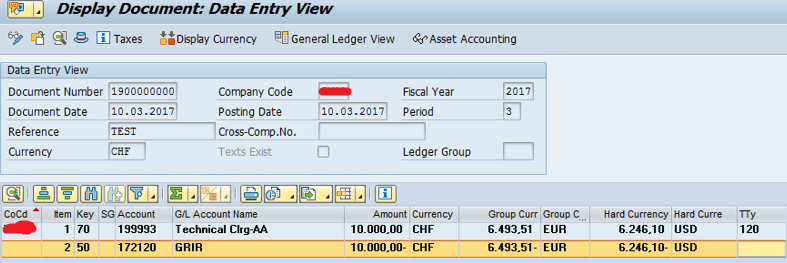 Display Document: Data Entry View
Taxes Display Currency General Ledger View Asset Accounting
Data Entry View
Document Number 1900000000 Company Code Fiscal Year 2017
Document Date 10.03.2017 Posting Date 10.03.2017 Period 3
Reference TEST Cross-Comp.No.
Currency CHF Texts Exist Ledger Group
CoCd Item Key SG Account G/L Account Name Amount Currency Group Curr Group C... Hard Currency Hard Curre TTy
1 70 199993 Technical Clrg-AA 10.000,00 CHF 6.493,51 EUR 6.246,10 USD 120
2 50 172120 GRIR 10.000,00- CHF 6.493,51- EUR 6.246,10- USD